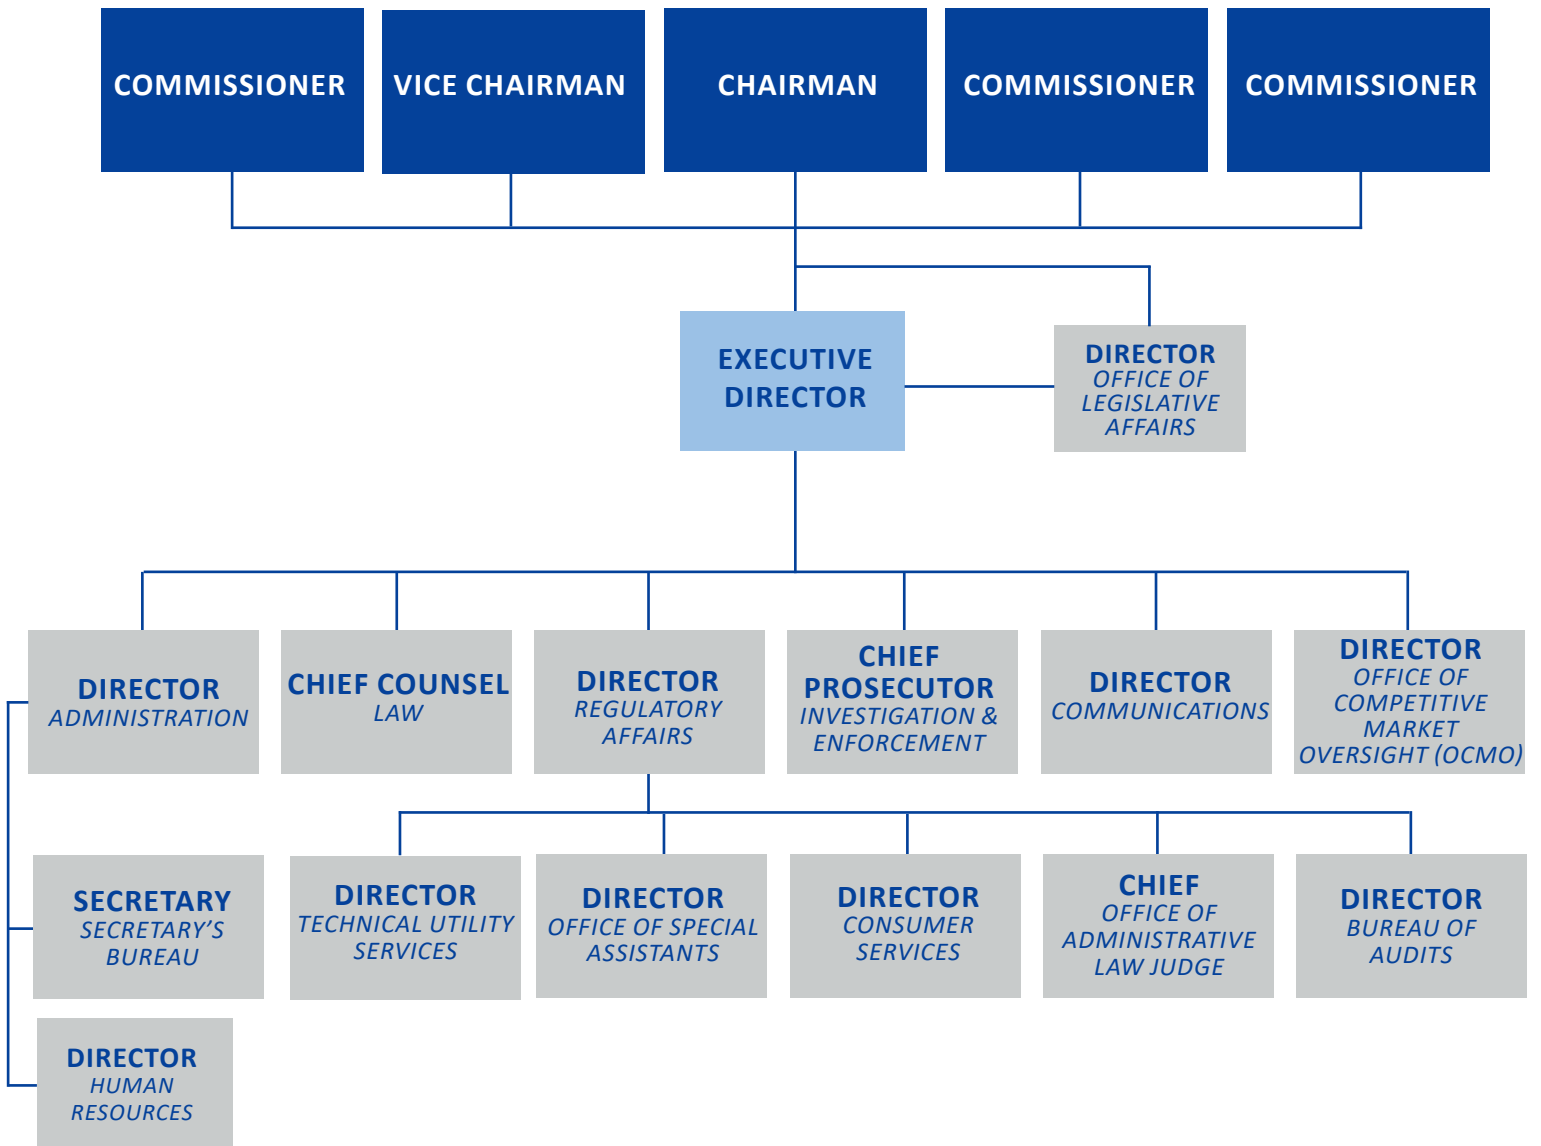 COMMISSIONER
VICE CHAIRMAN
CHAIRMAN
COMMISSIONER
COMMISSIONER
EXECUTIVE
DIRECTOR
DIRECTOR
OFFICE OF
LEGISLATIVE
AFFAIRS
DIRECTOR
ADMINISTRATION
CHIEF COUNSEL
LAW
DIRECTOR
REGULATORY
AFFAIRS
CHIEF
PROSECUTOR
INVESTIGATION &
ENFORCEMENT
DIRECTOR
COMMUNICATIONS
DIRECTOR
OFFICE OF
COMPETITIVE
MARKET
OVERSIGHT (OCMO)
SECRETARY
SECRETARY’S
BUREAU
DIRECTOR
TECHNICAL UTILITY
SERVICES
DIRECTOR
OFFICE OF SPECIAL
ASSISTANTS
DIRECTOR
CONSUMER
SERVICES
CHIEF
OFFICE OF
ADMINISTRATIVE
LAW JUDGE
DIRECTOR
BUREAU OF
AUDITS
DIRECTOR
HUMAN
RESOURCES